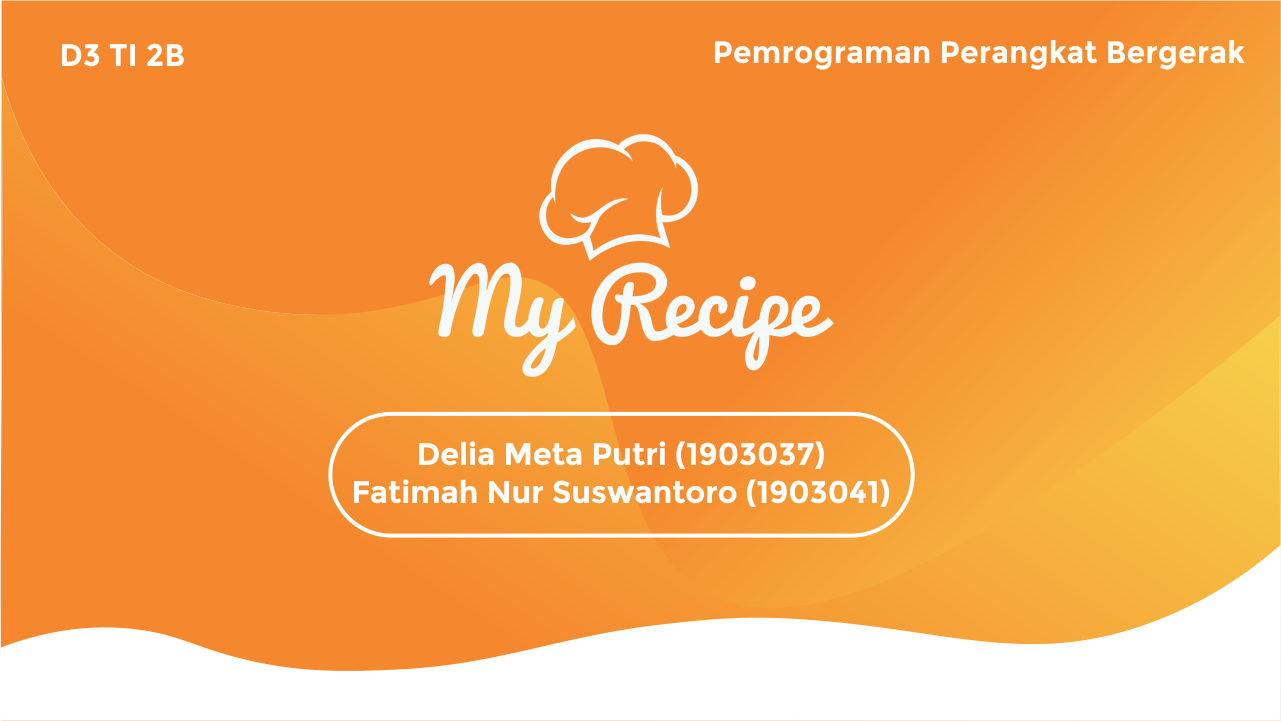 D3 TI 2B
Pemrograman Perangkat Bergerak
My Recipe
Delia Meta Putri (1903037)
Fatimah Nur Suswantoro (1903041)